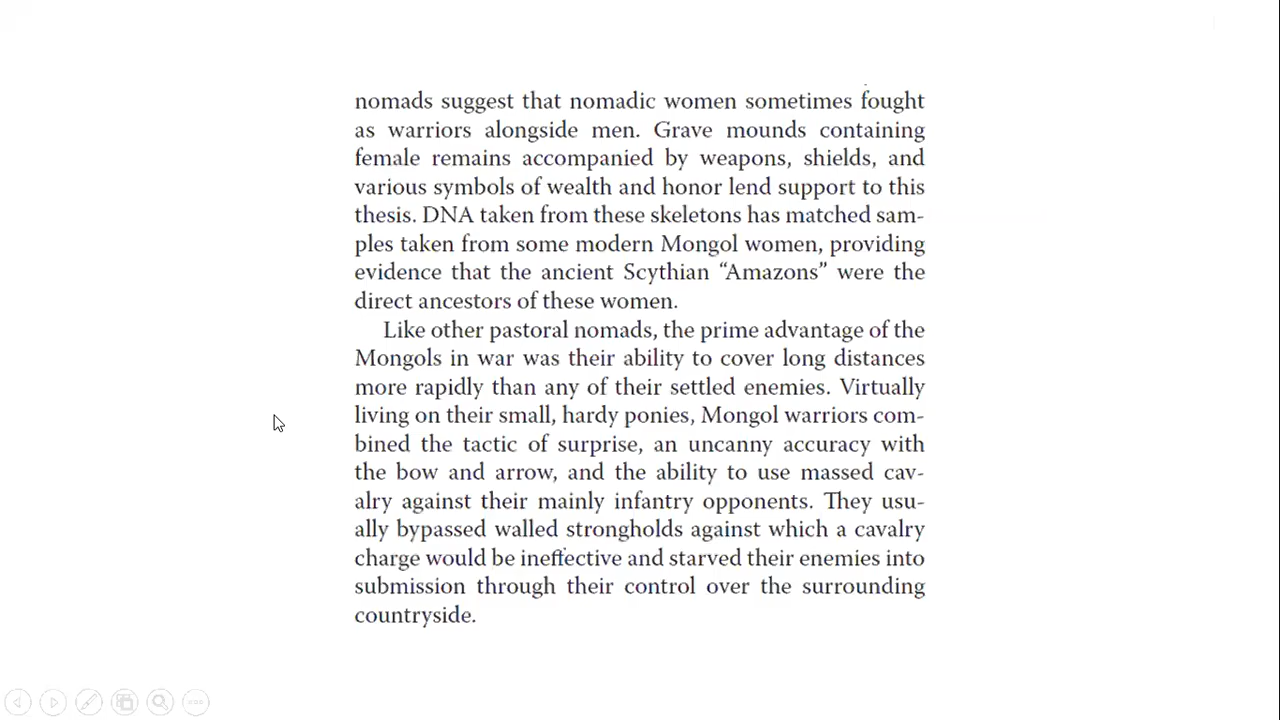 nomads suggest that nomadic women sometimes fought
as warriors alongside men. Grave mounds containing
female remains accompanied by weapons, shields, and
various symbols of wealth and honor lend support to this
thesis. DNA taken from these skeletons has matched sam-
ples taken from some modern Mongol women, providing
evidence that the ancient Scythian “Amazons” were the
direct ancestors of these women.
Like other pastoral nomads, the prime advantage of the
Mongols in war was their ability to cover long distances
more rapidly than any of their settled enemies. Virtually
living on their small, hardy ponies, Mongol warriors com-
bined the tactic of surprise, an uncanny accuracy with
the bow and arrow, and the ability to use massed cav-
alry against their mainly infantry opponents. They usu-
ally bypassed walled strongholds against which a cavalry
charge would be ineffective and starved their enemies into
submission through their control over the surrounding
countryside.